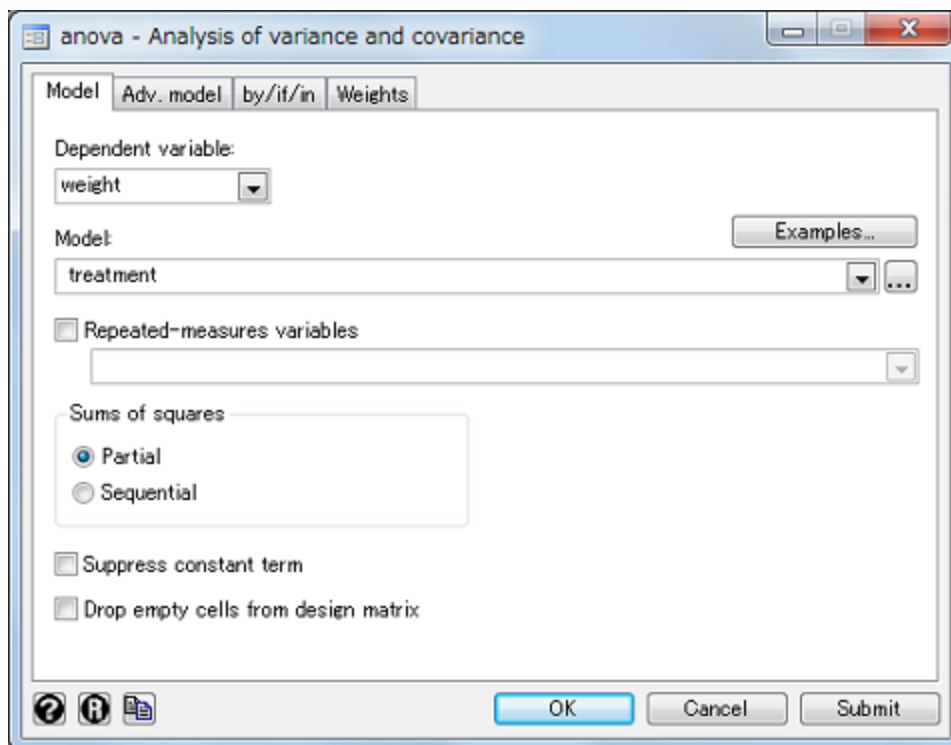 anova - Analysis of variance and covariance
Model Adv. model by/if/in Weights
Dependent variable:
weight
Model:
Examples...
treatment
...
Repeated-measures variables
Sums of squares
Partial
Sequential
Suppress constant term
Drop empty cells from design matrix
? R OK Cancel Submit